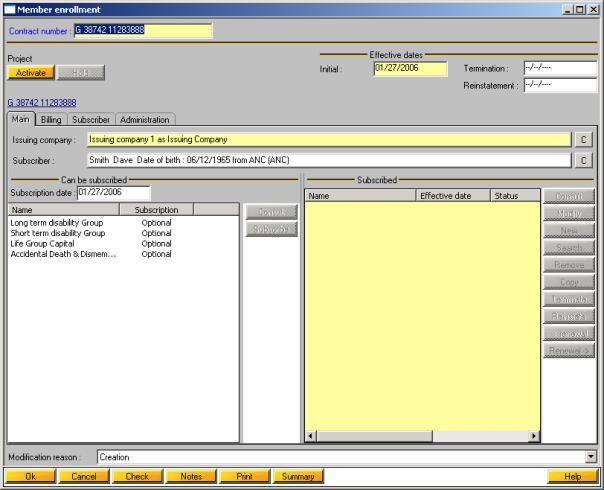 Member enrollment
Contract number : G 38742 11283888
Project
Activate Hold
Effective dates
Initial : 01/27/2006 Termination : --/--/----
Reinstatement : --/--/----
G 38742 11283888
Main Billing Subscriber Administration
Issuing company : Issuing company 1 as Issuing Company C
Subscriber : Smith Dave Date of birth : 06/12/1965 from ANC (ANC) C
Can be subscribed Subscribed
Subscription date : 01/27/2006
Name Subscription Name Effective date Status
Long term disability Group Optional
Short term disability Group Optional
Life Group Capital Optional
Accidental Death & Dismem... Optional
Consult
Subscribe
Consult
Modify
New
Search
Remove
Copy
Terminate
Reinstate
Renewal ->
Modification reason : Creation
Ok Cancel Check Notes Print Summary Help